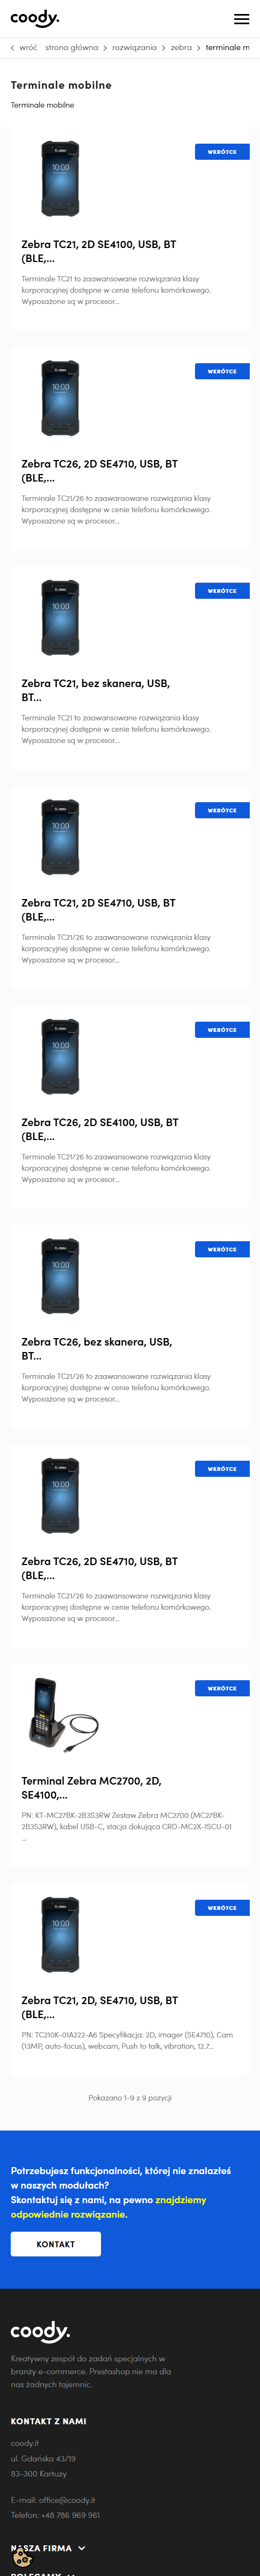 coody.
wróć strona główna rozwiązania zebra terminale m
Terminale mobilne
Terminale mobilne
WKRÓTCE
Zebra TC21, 2D SE4100, USB, BT
(BLE,...
Terminale TC21 to zaawansowane rozwiązania klasy
korporacyjnej dostępne w cenie telefonu komórkowego.
Wyposażone są w procesor...
WKRÓTCE
Zebra TC26, 2D SE4710, USB, BT
(BLE,...
Terminale TC21/26 to zaawansowane rozwiązania klasy
korporacyjnej dostępne w cenie telefonu komórkowego.
Wyposażone są w procesor...
WKRÓTCE
Zebra TC21, bez skanera, USB,
BT...
Terminale TC21 to zaawansowane rozwiązania klasy
korporacyjnej dostępne w cenie telefonu komórkowego.
Wyposażone są w procesor...
WKRÓTCE
Zebra TC21, 2D SE4710, USB, BT
(BLE,...
Terminale TC21/26 to zaawansowane rozwiązania klasy
korporacyjnej dostępne w cenie telefonu komórkowego.
Wyposażone są w procesor...
WKRÓTCE
Zebra TC26, 2D SE4100, USB, BT
(BLE,...
Terminale TC21/26 to zaawansowane rozwiązania klasy
korporacyjnej dostępne w cenie telefonu komórkowego.
Wyposażone są w procesor...
WKRÓTCE
Zebra TC26, bez skanera, USB,
BT...
Terminale TC21/26 to zaawansowane rozwiązania klasy
korporacyjnej dostępne w cenie telefonu komórkowego.
Wyposażone są w procesor...
WKRÓTCE
Zebra TC26, 2D SE4710, USB, BT
(BLE,...
Terminale TC21/26 to zaawansowane rozwiązania klasy
korporacyjnej dostępne w cenie telefonu komórkowego.
Wyposażone są w procesor...
WKRÓTCE
Terminal Zebra MC2700, 2D,
SE4100,...
PN: KT-MC27BK-2B3S3RW Zestaw Zebra MC2700 (MC27BK-
2B3S3RW), kabel USB-C, stacja dokująca CRD-MC2X-1SCU-01
...
WKRÓTCE
Zebra TC21, 2D, SE4710, USB, BT
(BLE,...
PN: TC210K-01A222-A6 Specyfikacja: 2D, imager (SE4710), Cam
(13MP, auto-focus), webcam, Push to talk, vibration, 12.7...
Pokazano 1-9 z 9 pozycji
Potrzebujesz funkcjonalności, której nie znalazłeś
w naszych modułach?
Skontaktuj się z nami, na pewno znajdziemy
odpowiednie rozwiązanie.
KONTAKT
coody.
Kreatywny zespół do zadań specjalnych w
branży e-commerce. Prestashop nie ma dla
nas żadnych tajemnic.
KONTAKT Z NAMI
coody.it
ul. Gdańska 43/19
83-300 Kartuzy
E-mail: office@coody.it
Telefon: +48 786 969 961
NASZA FIRMA
POLECAMY